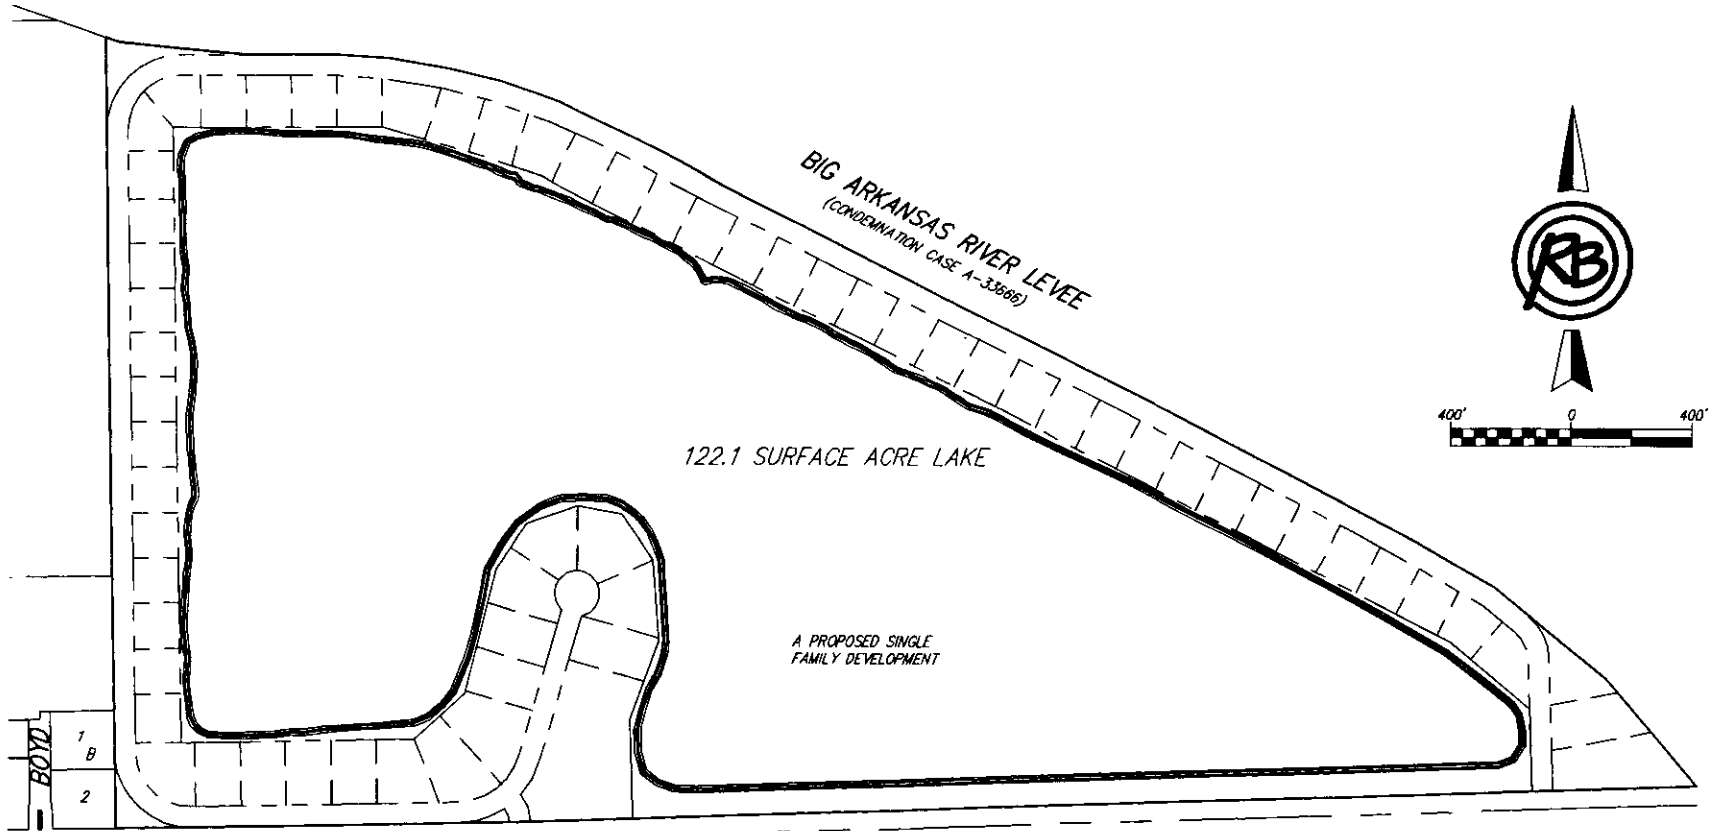 BIG ARKANSAS RIVER LEVEE
(CONDEMNATION CASE A-33666)
RB
400' 0 400'
122.1 SURFACE ACRE LAKE
A PROPOSED SINGLE
FAMILY DEVELOPMENT
BOYD
1
B
2